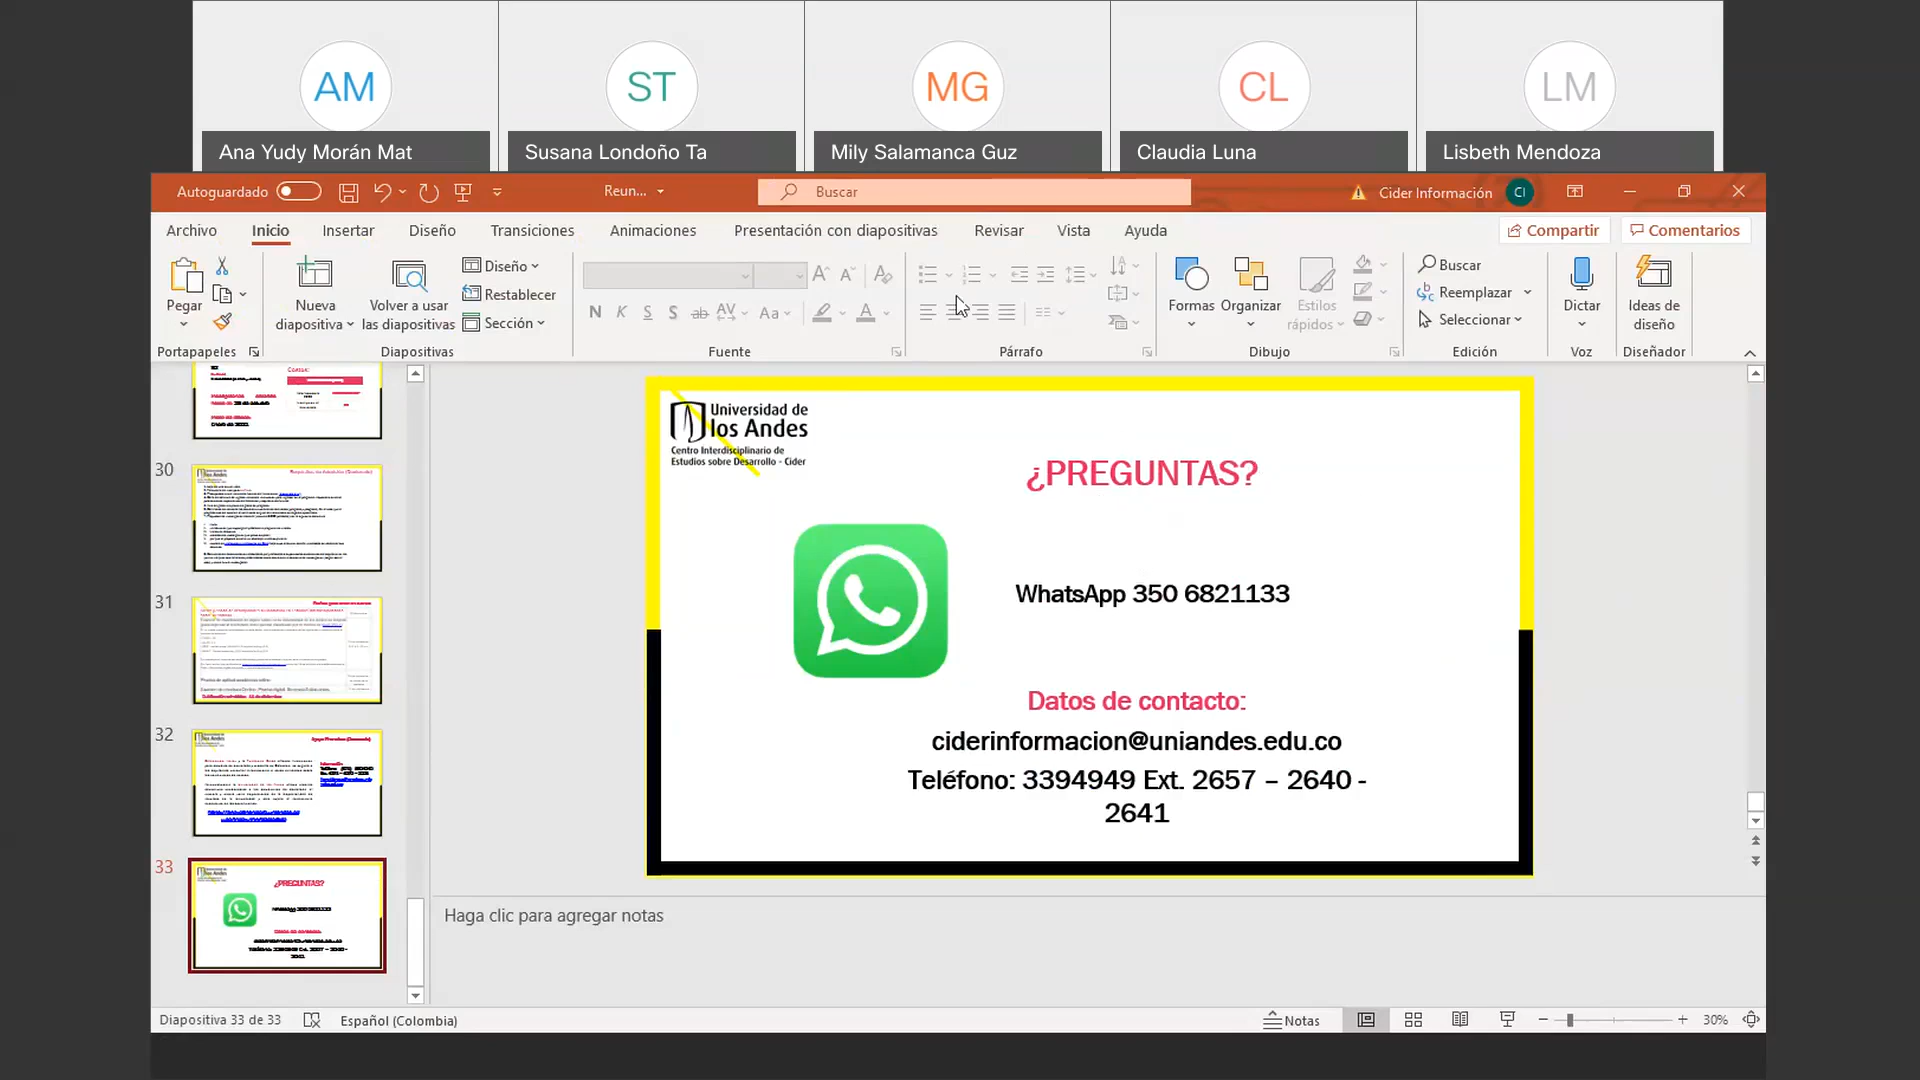 AM
ST
MG
CL
LM
Ana Yudy Morán Mat
Susana Londoño Ta
Mily Salamanca Guz
Claudia Luna
Lisbeth Mendoza
Autoguardado
Reun...
Buscar
Cider Información
CI
Archivo
Inicio
Insertar
Diseño
Transiciones
Animaciones
Presentación con diapositivas
Revisar
Vista
Ayuda
Compartir
Comentarios
Pegar
Nueva
diapositiva
Volver a usar
las diapositivas
Diseño
Restablecer
Sección
Formas
Organizar
Estilos
rápidos
Buscar
Reemplazar
Seleccionar
Dictar
Ideas de
diseño
Portapapeles
Diapositivas
Fuente
Párrafo
Dibujo
Edición
Voz
Diseñador
30
31
32
33
¿PREGUNTAS?
Universidad de
los Andes
Centro Interdisciplinario de
Estudios sobre Desarrollo - Cider
¿PREGUNTAS?
WhatsApp 350 6821133
Datos de contacto:
ciderinformacion@uniandes.edu.co
Teléfono: 3394949 Ext. 2657 – 2640 -
2641
Haga clic para agregar notas
Diapositiva 33 de 33
Español (Colombia)
Notas
30%